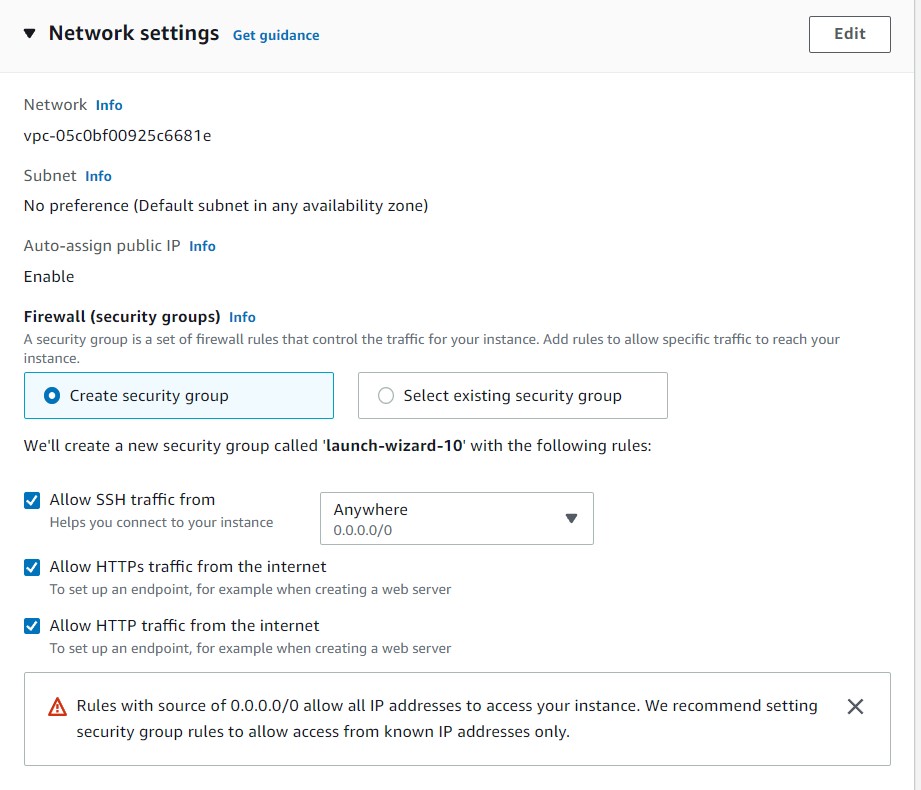 Network settings Get guidance
Edit
Network Info
vpc-05c0bf00925c6681e
Subnet Info
No preference (Default subnet in any availability zone)
Auto-assign public IP Info
Enable
Firewall (security groups) Info
A security group is a set of firewall rules that control the traffic for your instance. Add rules to allow specific traffic to reach your
instance.
Create security group
Select existing security group
We'll create a new security group called 'launch-wizard-10' with the following rules:
Allow SSH traffic from
Helps you connect to your instance
Anywhere
0.0.0.0/0
Allow HTTPs traffic from the internet
To set up an endpoint, for example when creating a web server
Allow HTTP traffic from the internet
To set up an endpoint, for example when creating a web server
Rules with source of 0.0.0.0/0 allow all IP addresses to access your instance. We recommend setting
security group rules to allow access from known IP addresses only.